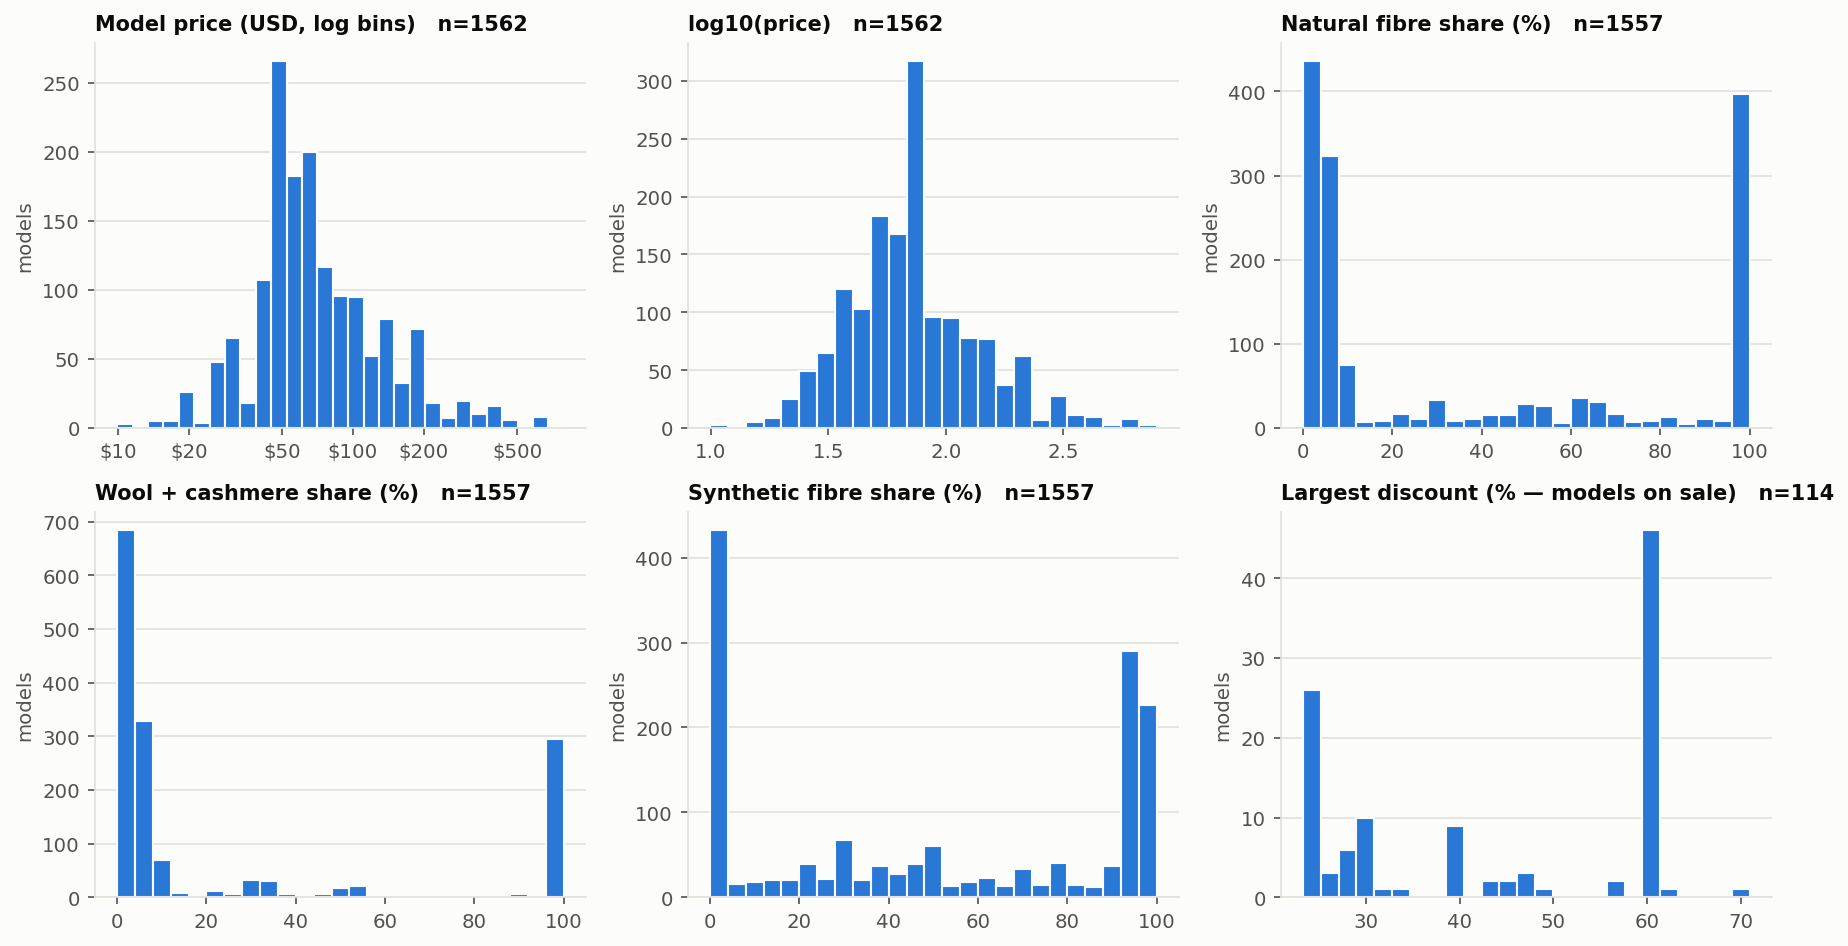 Model price (USD, log bins)   n=1562
models
250
200
150
100
50
0
$10 $20 $50 $100 $200 $500
log10(price)   n=1562
models
300
250
200
150
100
50
0
1.0 1.5 2.0 2.5
Natural fibre share (%)   n=1557
models
400
300
200
100
0
0 20 40 60 80 100
Wool + cashmere share (%)   n=1557
models
700
600
500
400
300
200
100
0
0 20 40 60 80 100
Synthetic fibre share (%)   n=1557
models
400
300
200
100
0
0 20 40 60 80 100
Largest discount (% — models on sale)   n=114
models
40
30
20
10
0
30 40 50 60 70